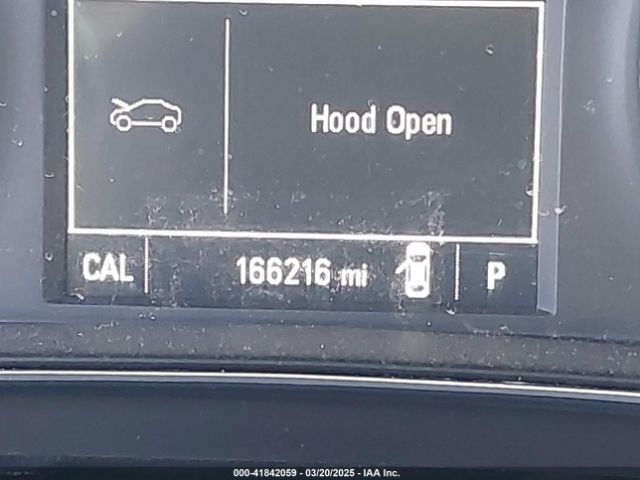 Hood Open
CAL 166216 mi P
000-41842059 - 03/20/2025 - IAA Inc.